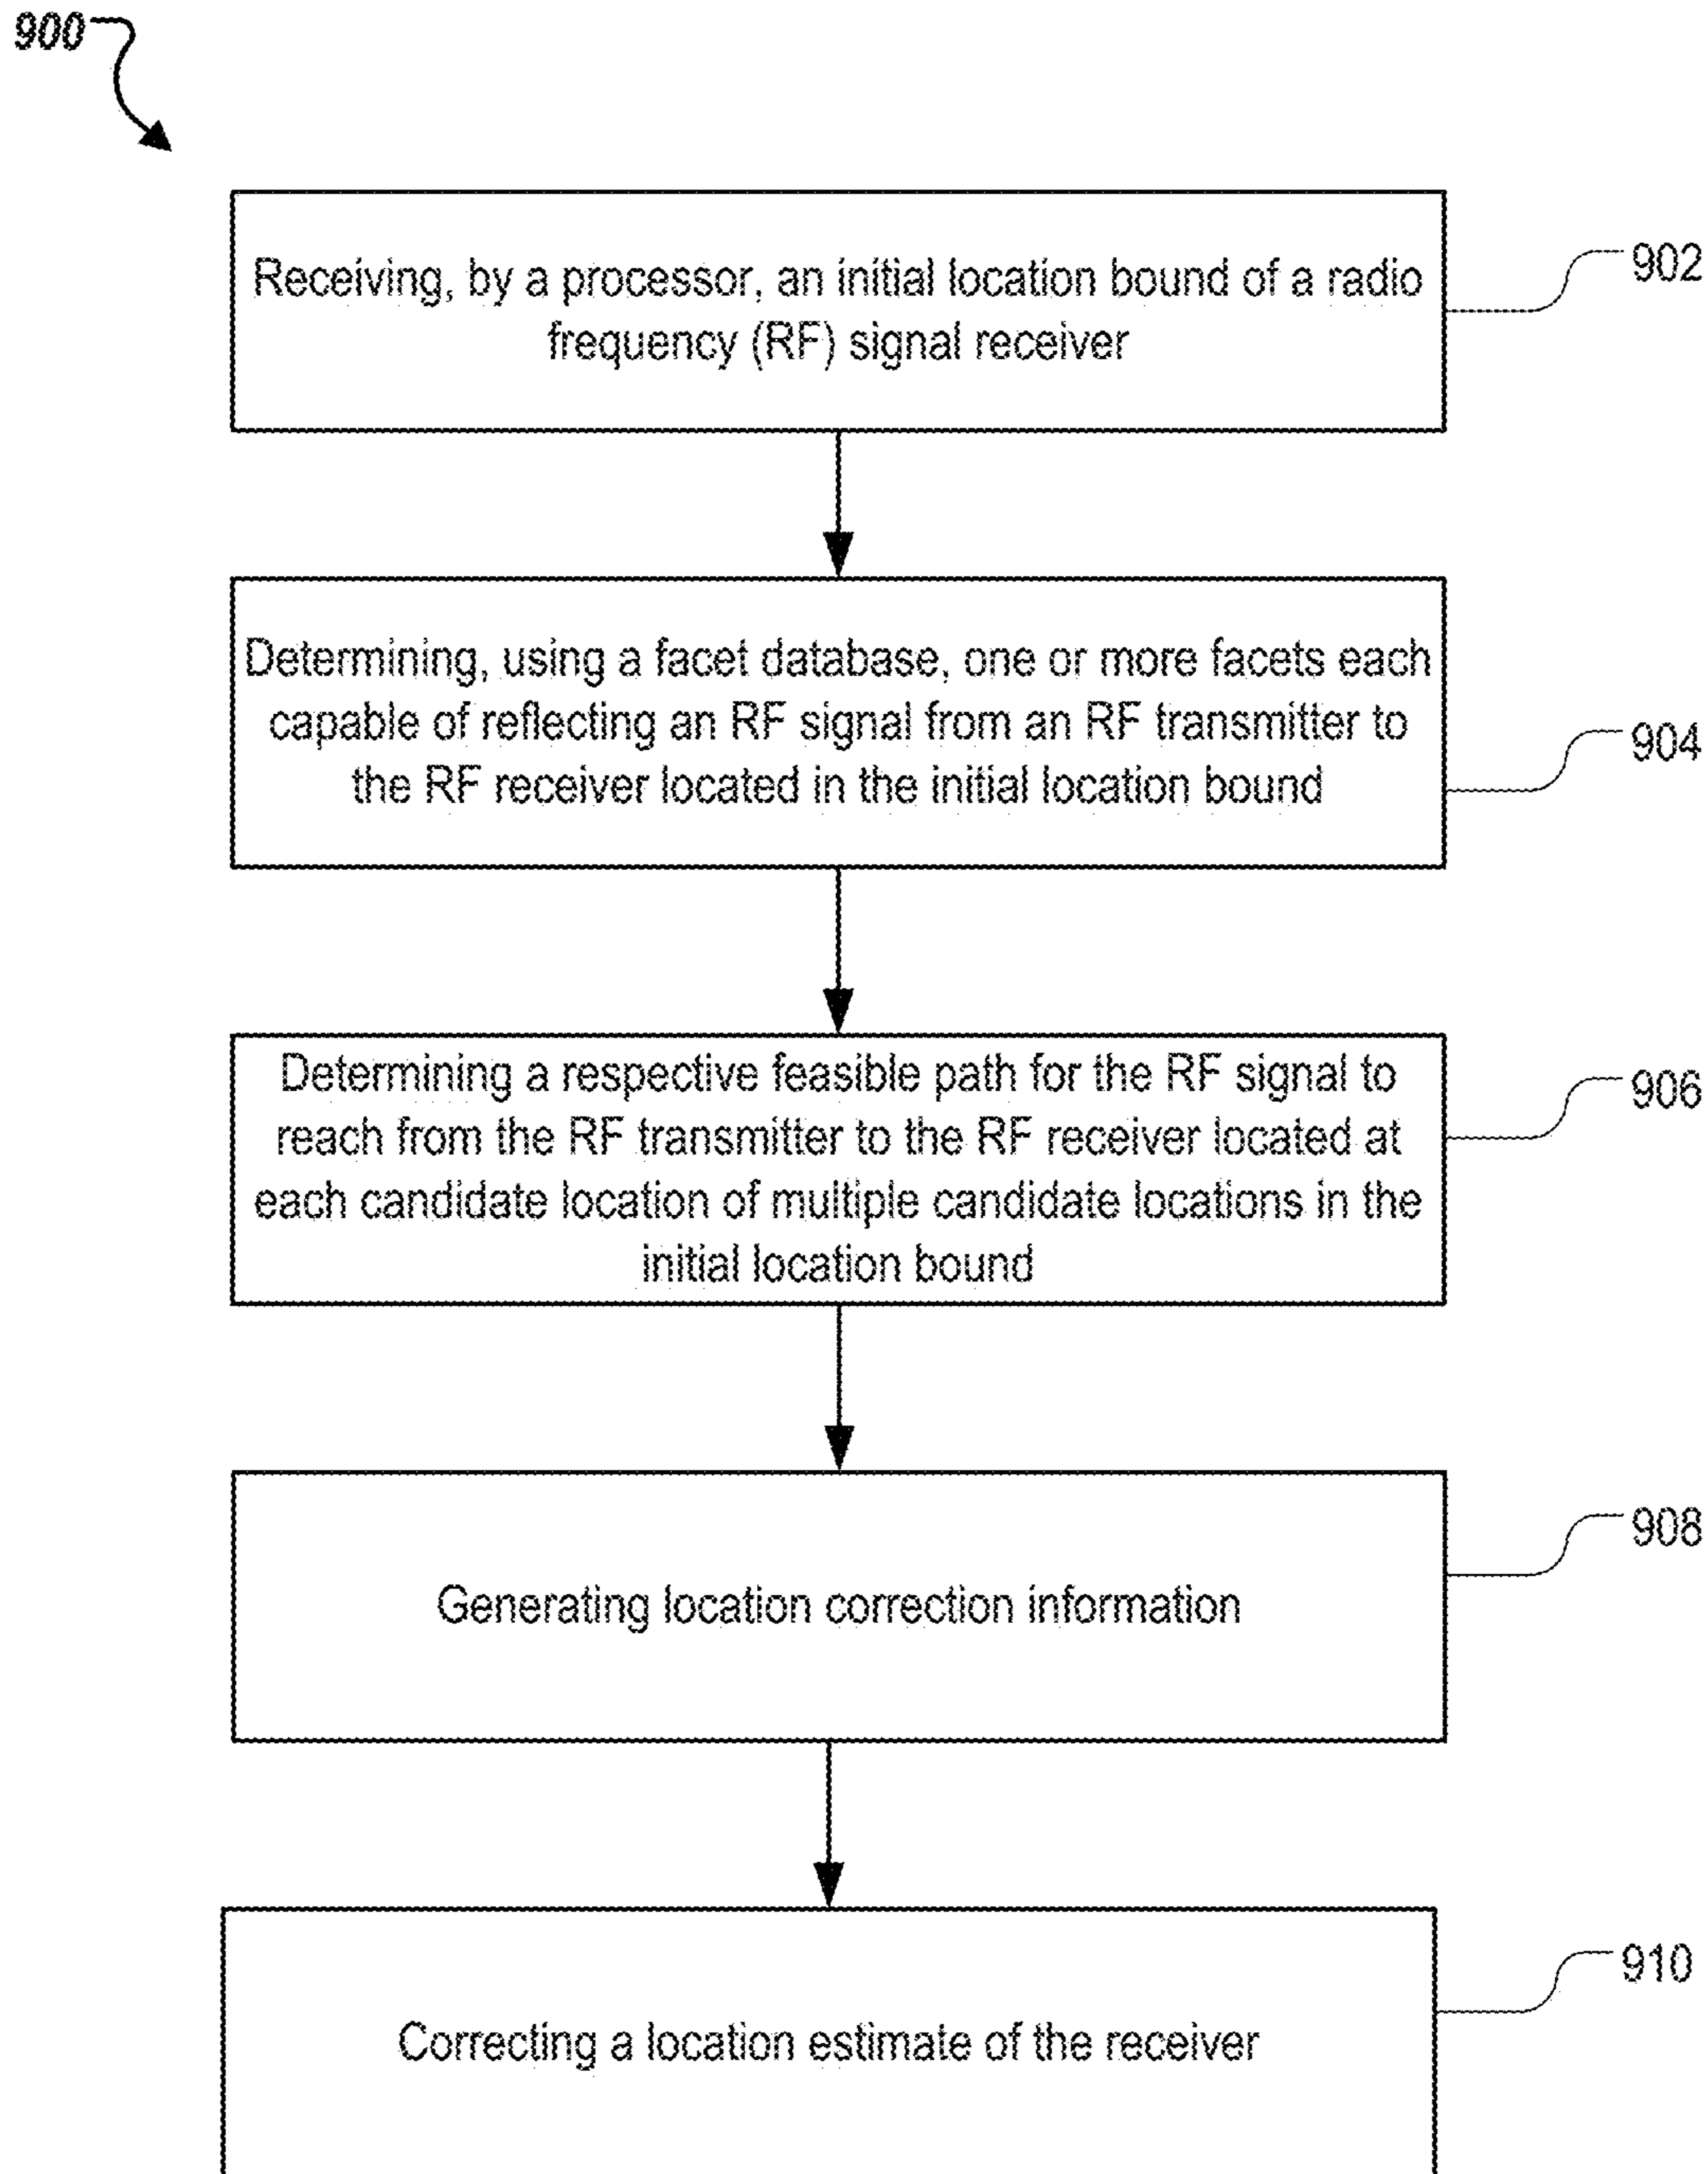 900
Receiving, by a processor, an initial location bound of a radio
frequency (RF) signal receiver
902
Determining, using a facet database, one or more facets each
capable of reflecting an RF signal from an RF transmitter to
the RF receiver located in the initial location bound
904
Determining a respective feasible path for the RF signal to
reach from the RF transmitter to the RF receiver located at
each candidate location of multiple candidate locations in the
initial location bound
906
Generating location correction information
908
Correcting a location estimate of the receiver
910